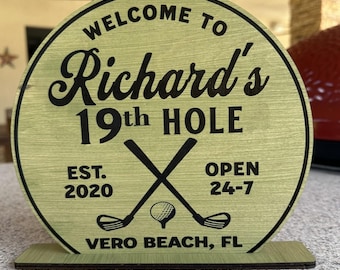 WELCOME TO
Richard's
19th HOLE
EST.
2020
OPEN
24-7
VERO BEACH, FL